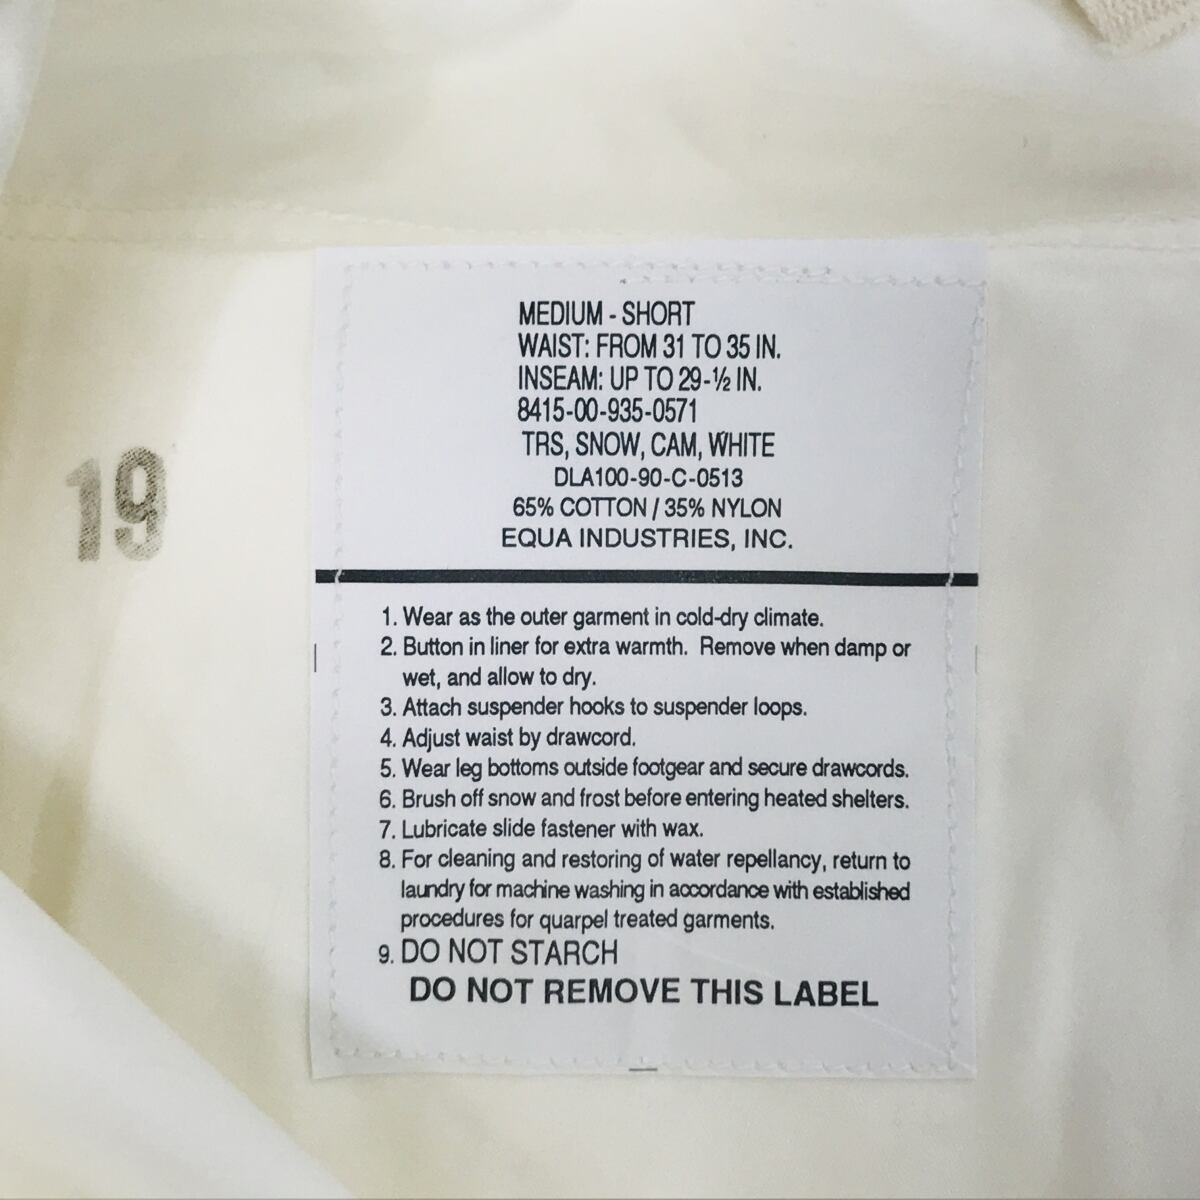 MEDIUM - SHORT
WAIST: FROM 31 TO 35 IN.
INSEAM: UP TO 29-½ IN.
8415-00-935-0571
TRS, SNOW, CAM, WHITE
DLA100-90-C-0513
65% COTTON / 35% NYLON
EQUA INDUSTRIES, INC.
19
1. Wear as the outer garment in cold-dry climate.
2. Button in liner for extra warmth. Remove when damp or
wet, and allow to dry.
3. Attach suspender hooks to suspender loops.
4. Adjust waist by drawcord.
5. Wear leg bottoms outside footgear and secure drawcords.
6. Brush off snow and frost before entering heated shelters.
7. Lubricate slide fastener with wax.
8. For cleaning and restoring of water repellancy, return to
laundry for machine washing in accordance with established
procedures for quarpel treated garments.
9. DO NOT STARCH
DO NOT REMOVE THIS LABEL